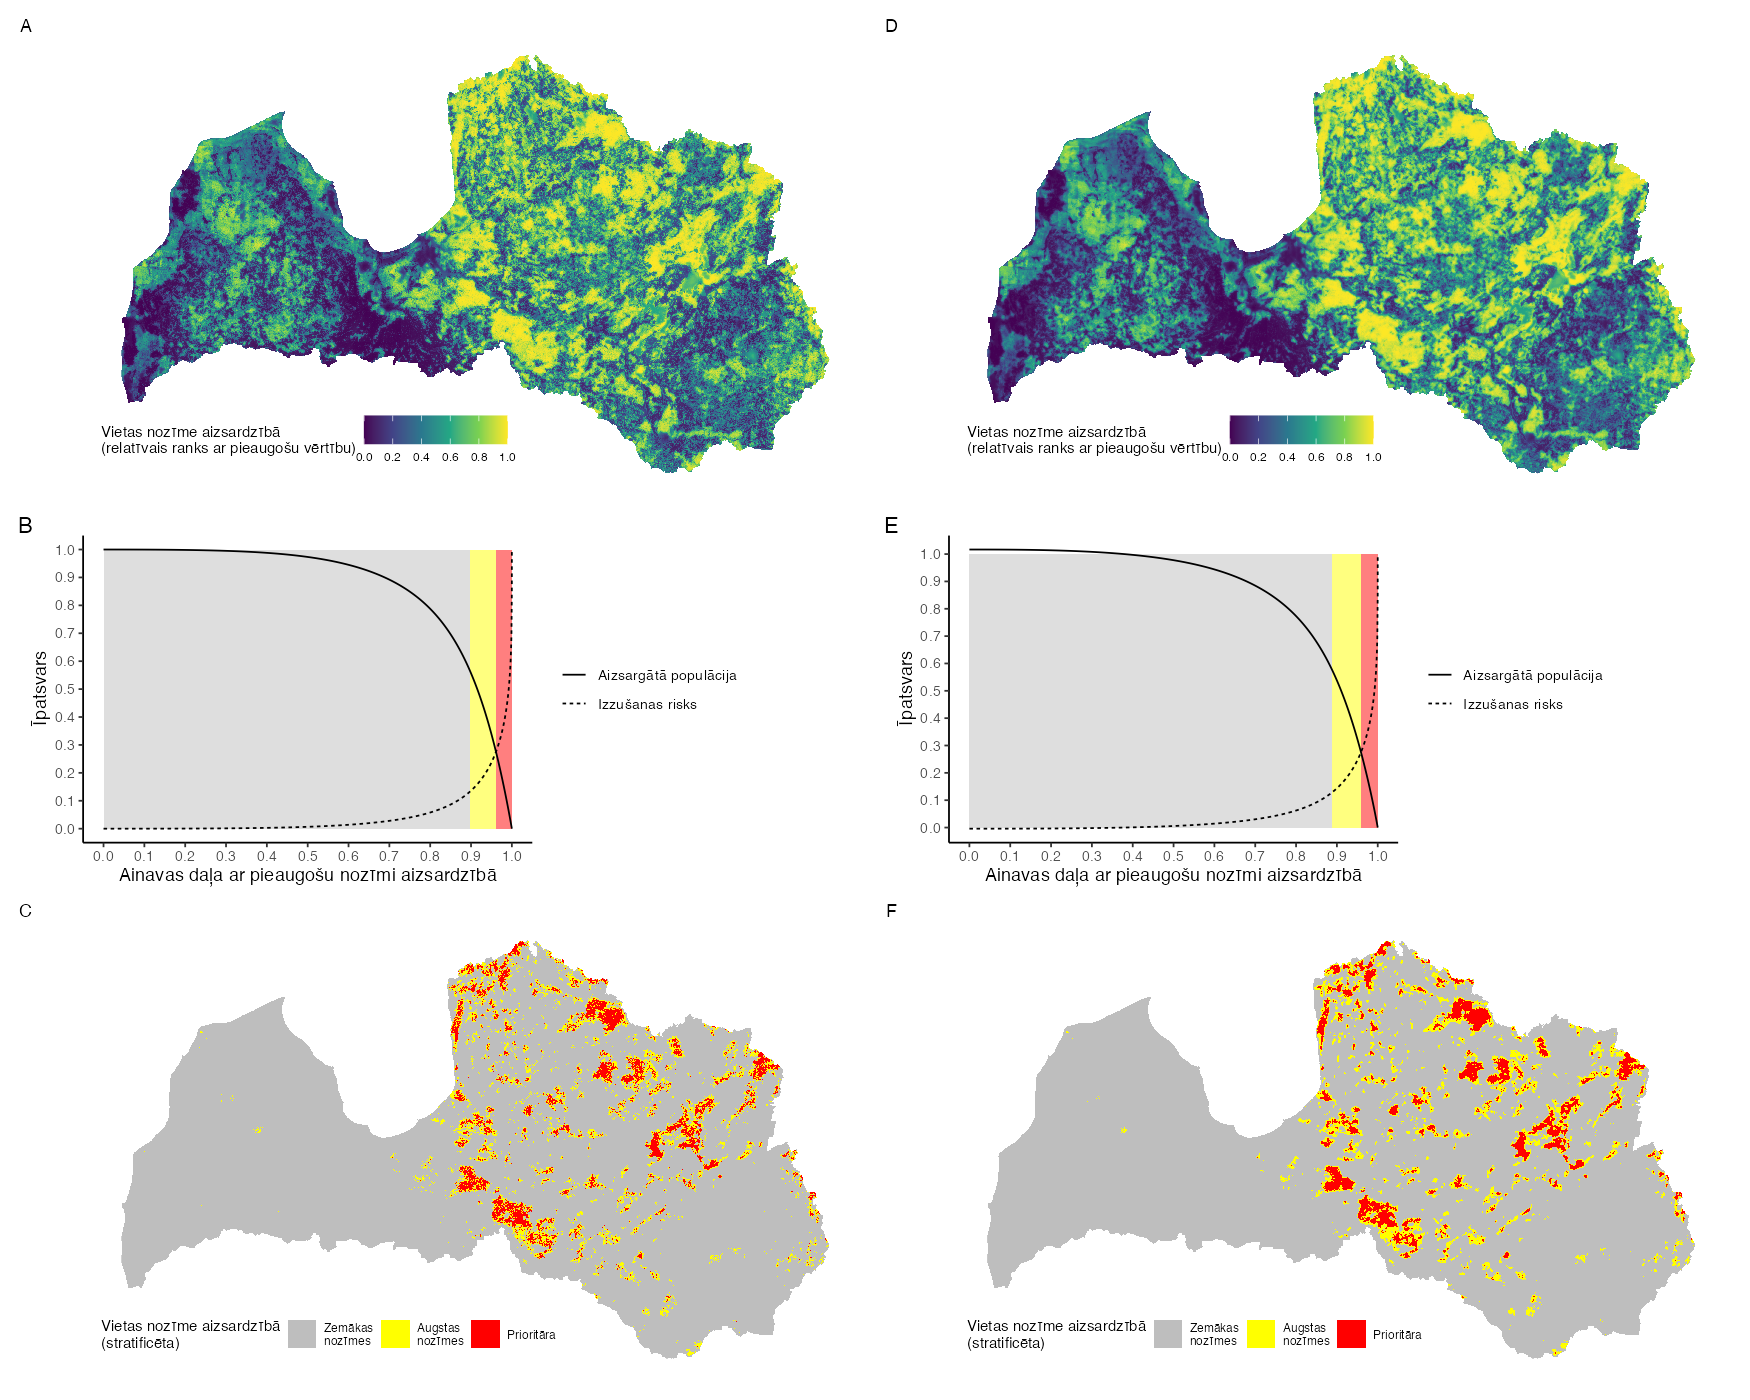 A
Vietas nozīme aizsardzībā
(relatīvais ranks ar pieaugošu vērtību)
0.0 0.2 0.4 0.6 0.8 1.0
D
Vietas nozīme aizsardzībā
(relatīvais ranks ar pieaugošu vērtību)
0.0 0.2 0.4 0.6 0.8 1.0
B
Īpatsvars
1.0
0.9
0.8
0.7
0.6
0.5
0.4
0.3
0.2
0.1
0.0
0.0 0.1 0.2 0.3 0.4 0.5 0.6 0.7 0.8 0.9 1.0
Ainavas daļa ar pieaugošu nozīmi aizsardzībā
Aizsargātā populācija
Izzušanas risks
E
Īpatsvars
1.0
0.9
0.8
0.7
0.6
0.5
0.4
0.3
0.2
0.1
0.0
0.0 0.1 0.2 0.3 0.4 0.5 0.6 0.7 0.8 0.9 1.0
Ainavas daļa ar pieaugošu nozīmi aizsardzībā
Aizsargātā populācija
Izzušanas risks
C
Vietas nozīme aizsardzībā
(stratificēta)
Zemākas
nozīmes
Augstas
nozīmes
Prioritāra
F
Vietas nozīme aizsardzībā
(stratificēta)
Zemākas
nozīmes
Augstas
nozīmes
Prioritāra